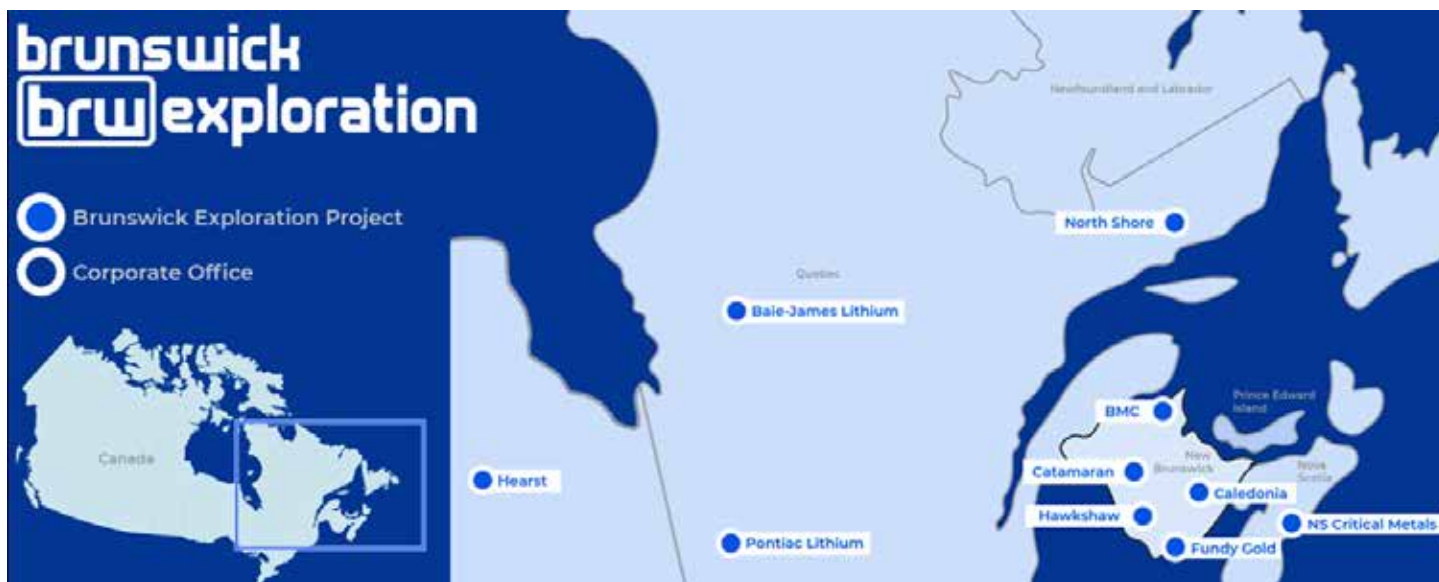 brunswick
brw exploration
Brunswick Exploration Project
Corporate Office
Canada
Newfoundland and Labrador
North Shore
Quebec
Baie-James Lithium
Prince Edward
Island
BMC
New
Brunswick
Nova
Scotia
Catamaran
Hearst
Caledonia
Hawkshaw
NS Critical Metals
Pontiac Lithium
Fundy Gold